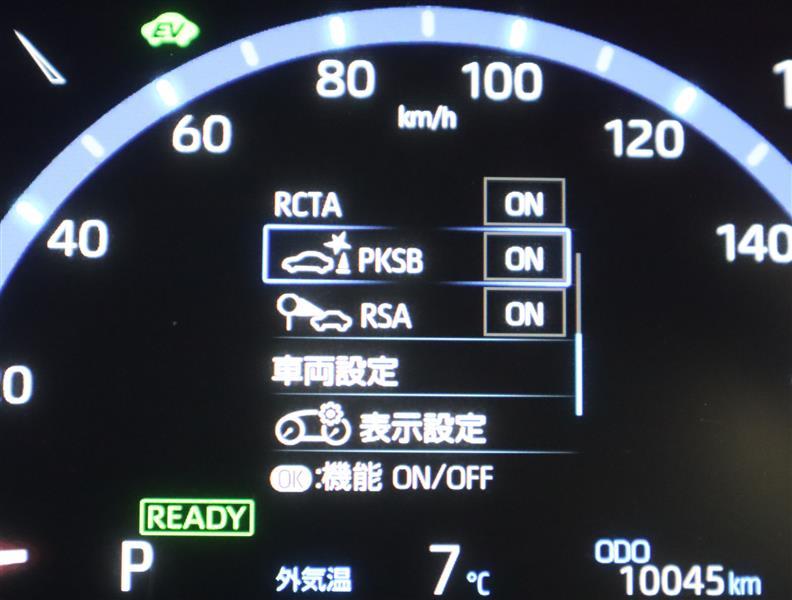 EV
80
100
km/h
60
120
40
140
RCTA ON
PKSB ON
RSA ON
車両設定
表示設定
OK:機能 ON/OFF
READY
P
外気温 7℃
ODO
10045km